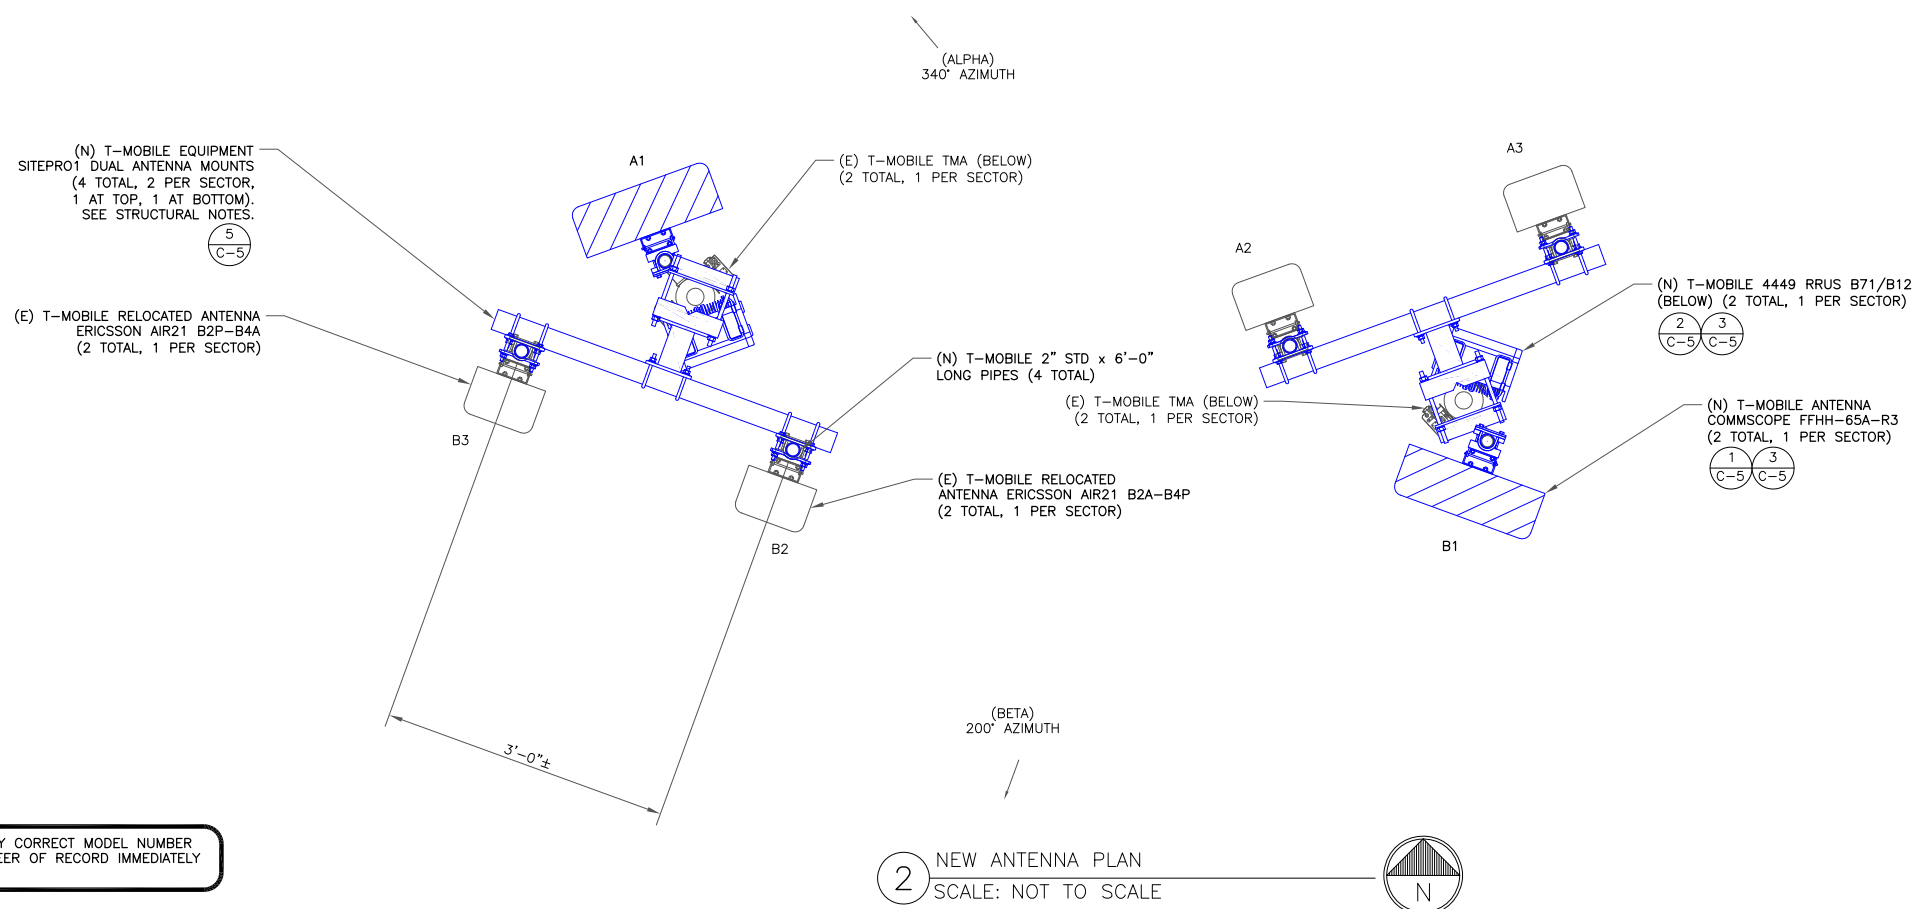 (ALPHA)
340° AZIMUTH
(N) T-MOBILE EQUIPMENT
SITEPRO1 DUAL ANTENNA MOUNTS
(4 TOTAL, 2 PER SECTOR,
1 AT TOP, 1 AT BOTTOM).
SEE STRUCTURAL NOTES.
5
C-5
A1
(E) T-MOBILE TMA (BELOW)
(2 TOTAL, 1 PER SECTOR)
A3
A2
(N) T-MOBILE 4449 RRUS B71/B12
(BELOW) (2 TOTAL, 1 PER SECTOR)
2
C-5
3
C-5
(E) T-MOBILE RELOCATED ANTENNA
ERICSSON AIR21 B2P-B4A
(2 TOTAL, 1 PER SECTOR)
(N) T-MOBILE 2" STD x 6'-0"
LONG PIPES (4 TOTAL)
(E) T-MOBILE TMA (BELOW)
(2 TOTAL, 1 PER SECTOR)
(N) T-MOBILE ANTENNA
COMMSCOPE FFHH-65A-R3
(2 TOTAL, 1 PER SECTOR)
1
C-5
3
C-5
B3
(E) T-MOBILE RELOCATED
ANTENNA ERICSSON AIR21 B2A-B4P
(2 TOTAL, 1 PER SECTOR)
B2
B1
(BETA)
200° AZIMUTH
3'-0"±
Y CORRECT MODEL NUMBER
EER OF RECORD IMMEDIATELY
2
NEW ANTENNA PLAN
SCALE: NOT TO SCALE
N